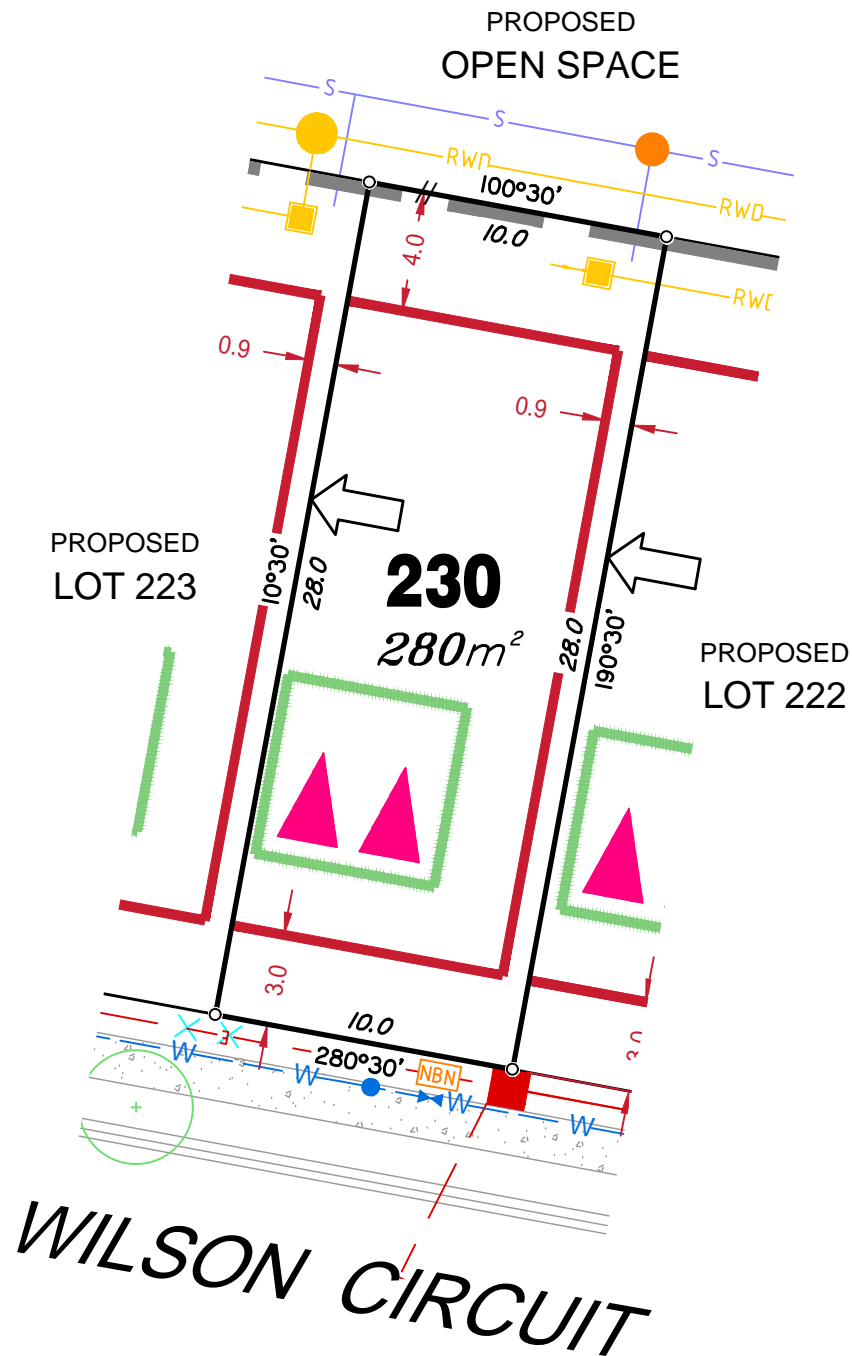 PROPOSED
OPEN SPACE
S
S
S
RWD
RWD
100°30'
10.0
4.0
0.9
0.9
10°30'
28.0
230
280m²
28.0
190°30'
PROPOSED
LOT 223
PROPOSED
LOT 222
3.0
10.0
280°30'
E
NBN
W
W
W
W
WILSON CIRCUIT